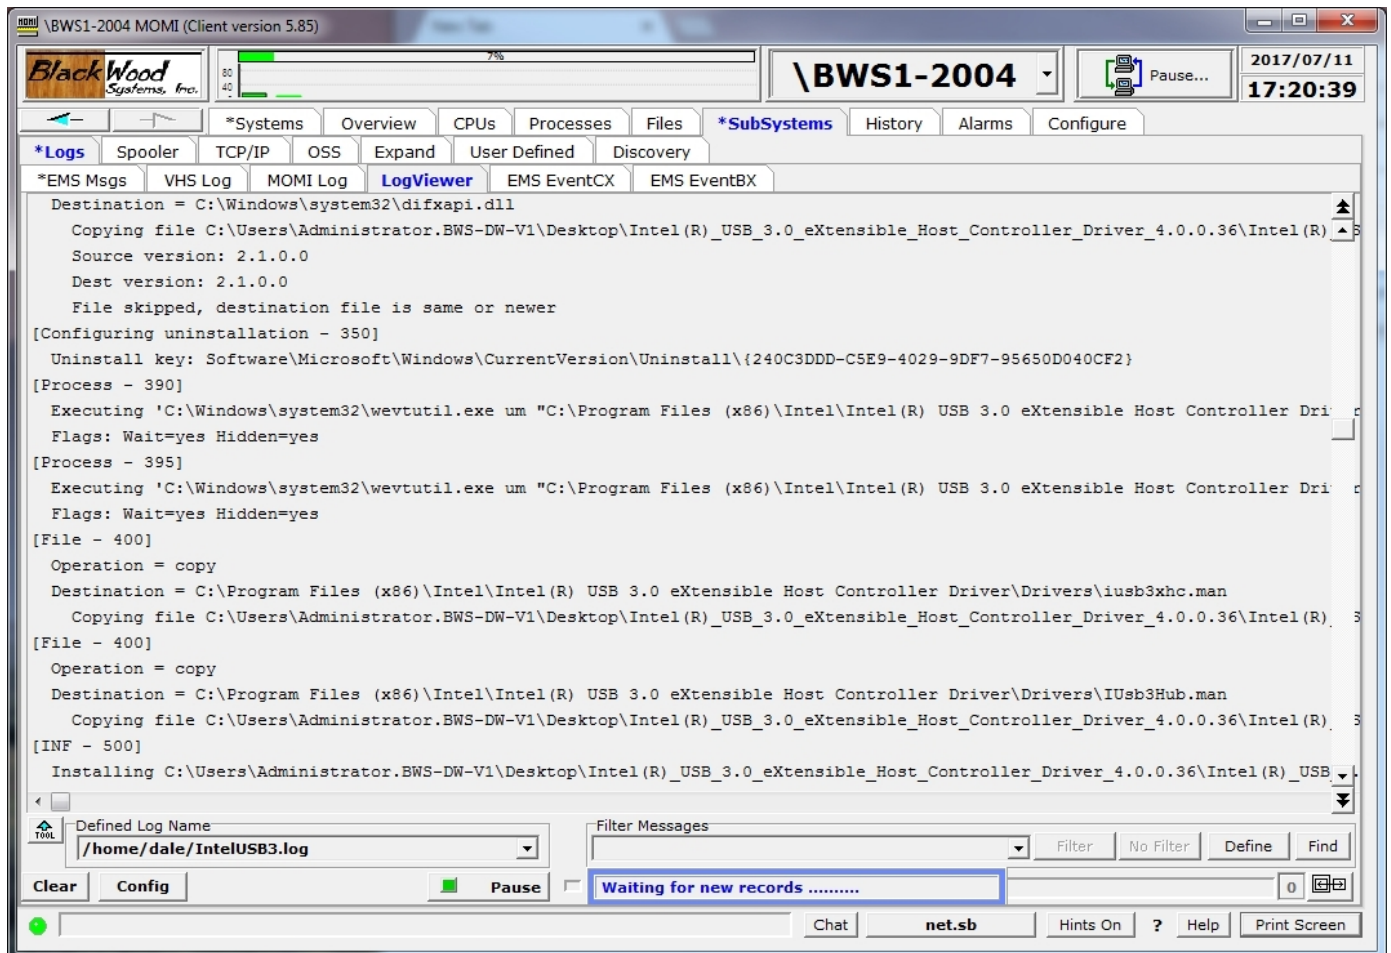 \BWS1-2004 MOMI (Client version 5.85)
BlackWood
Systems, Inc.
7%
80
40
\BWS1-2004
Pause...
2017/07/11
17:20:39
*Systems Overview CPUs Processes Files *SubSystems History Alarms Configure
*Logs Spooler TCP/IP OSS Expand User Defined Discovery
*EMS Msgs VHS Log MOMI Log LogViewer EMS EventCX EMS EventBX
Destination = C:\Windows\system32\difxapi.dll
Copying file C:\Users\Administrator.BWS-DW-V1\Desktop\Intel(R)_USB_3.0_eXtensible_Host_Controller_Driver_4.0.0.36\Intel(R)_
Source version: 2.1.0.0
Dest version: 2.1.0.0
File skipped, destination file is same or newer
[Configuring uninstallation - 350]
Uninstall key: Software\Microsoft\Windows\CurrentVersion\Uninstall\{240C3DDD-C5E9-4029-9DF7-95650D040CF2}
[Process - 390]
Executing 'C:\Windows\system32\wevtutil.exe um "C:\Program Files (x86)\Intel\Intel(R) USB 3.0 eXtensible Host Controller Dri
Flags: Wait=yes Hidden=yes
[Process - 395]
Executing 'C:\Windows\system32\wevtutil.exe um "C:\Program Files (x86)\Intel\Intel(R) USB 3.0 eXtensible Host Controller Dri
Flags: Wait=yes Hidden=yes
[File - 400]
Operation = copy
Destination = C:\Program Files (x86)\Intel\Intel(R) USB 3.0 eXtensible Host Controller Driver\Drivers\iusb3xhc.man
Copying file C:\Users\Administrator.BWS-DW-V1\Desktop\Intel(R)_USB_3.0_eXtensible_Host_Controller_Driver_4.0.0.36\Intel(R)_
[File - 400]
Operation = copy
Destination = C:\Program Files (x86)\Intel\Intel(R) USB 3.0 eXtensible Host Controller Driver\Drivers\IUsb3Hub.man
Copying file C:\Users\Administrator.BWS-DW-V1\Desktop\Intel(R)_USB_3.0_eXtensible_Host_Controller_Driver_4.0.0.36\Intel(R)_
[INF - 500]
Installing C:\Users\Administrator.BWS-DW-V1\Desktop\Intel(R)_USB_3.0_eXtensible_Host_Controller_Driver_4.0.0.36\Intel(R)_USB_
TOOL
Defined Log Name
/home/dale/IntelUSB3.log
Filter Messages
Filter No Filter Define Find
Clear Config Pause Waiting for new records .......... 0
Chat net.sb Hints On ? Help Print Screen